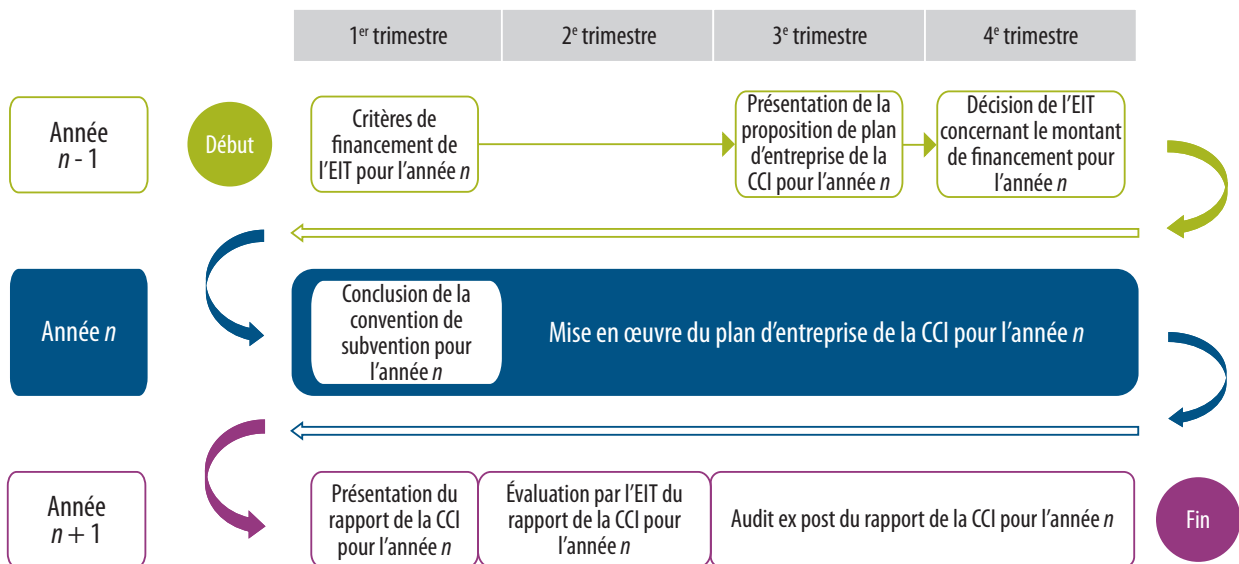 1er trimestre
2e trimestre
3e trimestre
4e trimestre
Année
n - 1
Début
Critères de
financement de
l’EIT pour l’année n
Présentation de la
proposition de plan
d’entreprise de la
CCI pour l’année n
Décision de l’EIT
concernant le montant
de financement pour
l’année n
Année n
Conclusion de la
convention de
subvention pour
l’année n
Mise en œuvre du plan d’entreprise de la CCI pour l’année n
Année
n + 1
Présentation du
rapport de la CCI
pour l’année n
Évaluation par l’EIT du
rapport de la CCI pour
l’année n
Audit ex post du rapport de la CCI pour l’année n
Fin